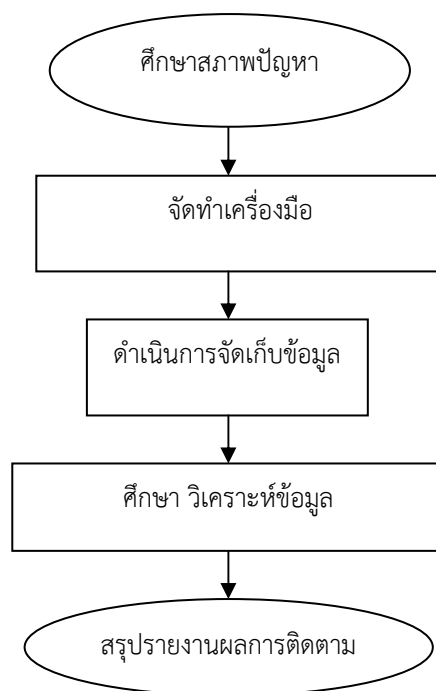 ศึกษาสภาพปัญหา
จัดทำเครื่องมือ
ดำเนินการจัดเก็บข้อมูล
ศึกษา วิเคราะห์ข้อมูล
สรุปรายงานผลการติดตาม